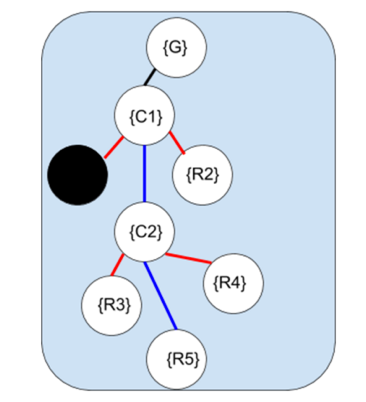 {G}
{C1}
{R2}
{C2}
{R4}
{R3}
{R5}